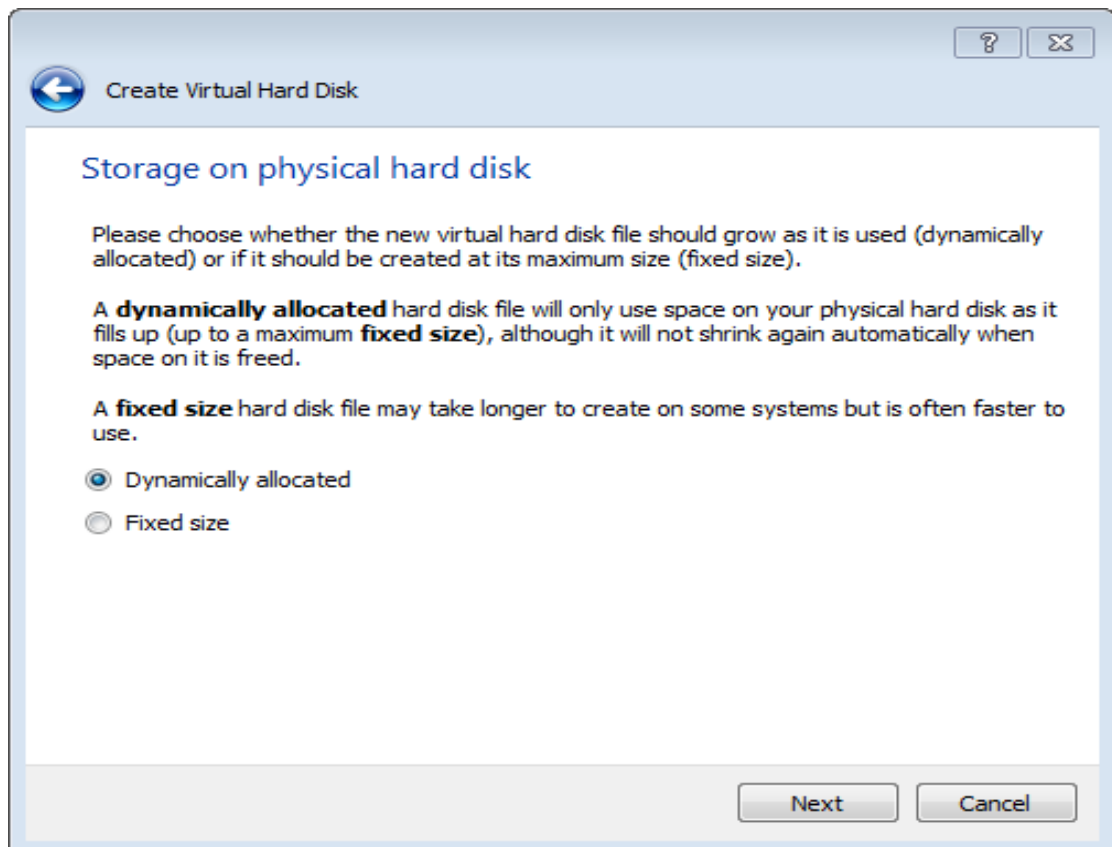 Create Virtual Hard Disk
Storage on physical hard disk
Please choose whether the new virtual hard disk file should grow as it is used (dynamically
allocated) or if it should be created at its maximum size (fixed size).
A dynamically allocated hard disk file will only use space on your physical hard disk as it
fills up (up to a maximum fixed size), although it will not shrink again automatically when
space on it is freed.
A fixed size hard disk file may take longer to create on some systems but is often faster to
use.
Dynamically allocated
Fixed size
Next Cancel